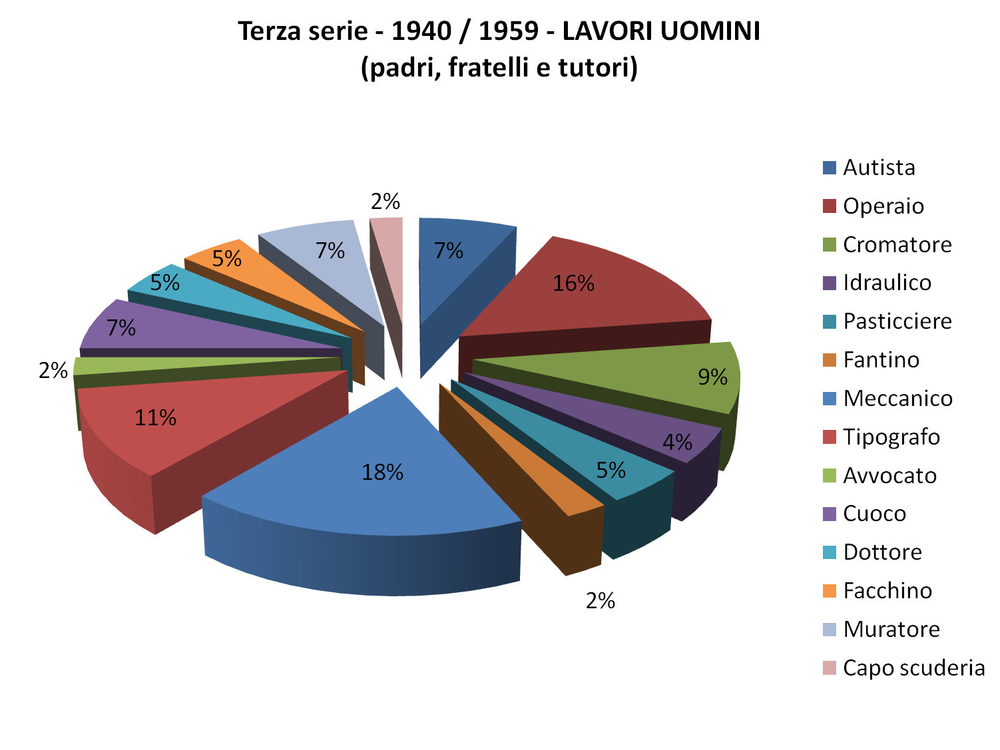 Terza serie - 1940 / 1959 - LAVORI UOMINI
(padri, fratelli e tutori)
2%
7%
7%
5%
5%
16%
7%
2%
9%
11%
4%
18%
5%
2%
Autista
Operaio
Cromatore
Idraulico
Pasticciere
Fantino
Meccanico
Tipografo
Avvocato
Cuoco
Dottore
Facchino
Muratore
Capo scuderia